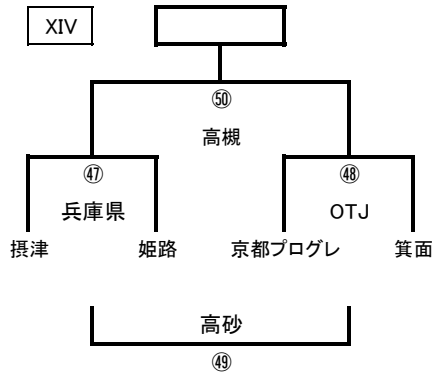 XIV
㊿
高槻
㊼ ㊽
兵庫県 OTJ
摂津 姫路 京都プログレ 箕面
高砂
㊾